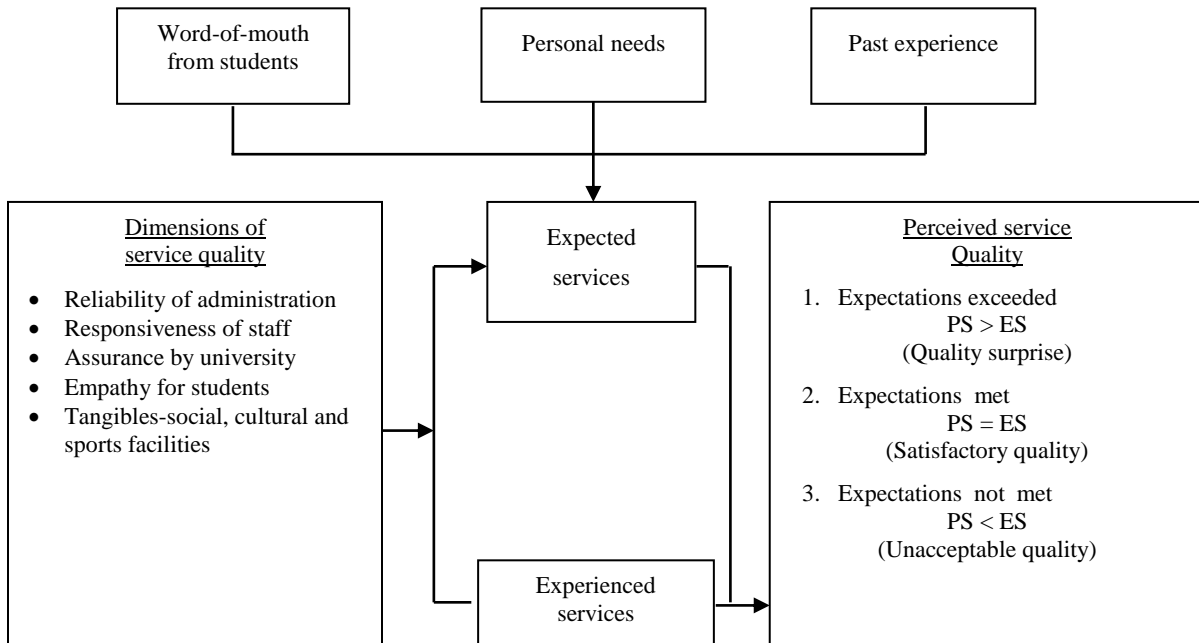 Word-of-mouth
from students
Personal needs
Past experience
Dimensions of
service quality
• Reliability of administration
• Responsiveness of staff
• Assurance by university
• Empathy for students
• Tangibles-social, cultural and
sports facilities
Expected
services
Experienced
services
Perceived service
Quality
1. Expectations exceeded
PS > ES
(Quality surprise)
2. Expectations met
PS = ES
(Satisfactory quality)
3. Expectations not met
PS < ES
(Unacceptable quality)